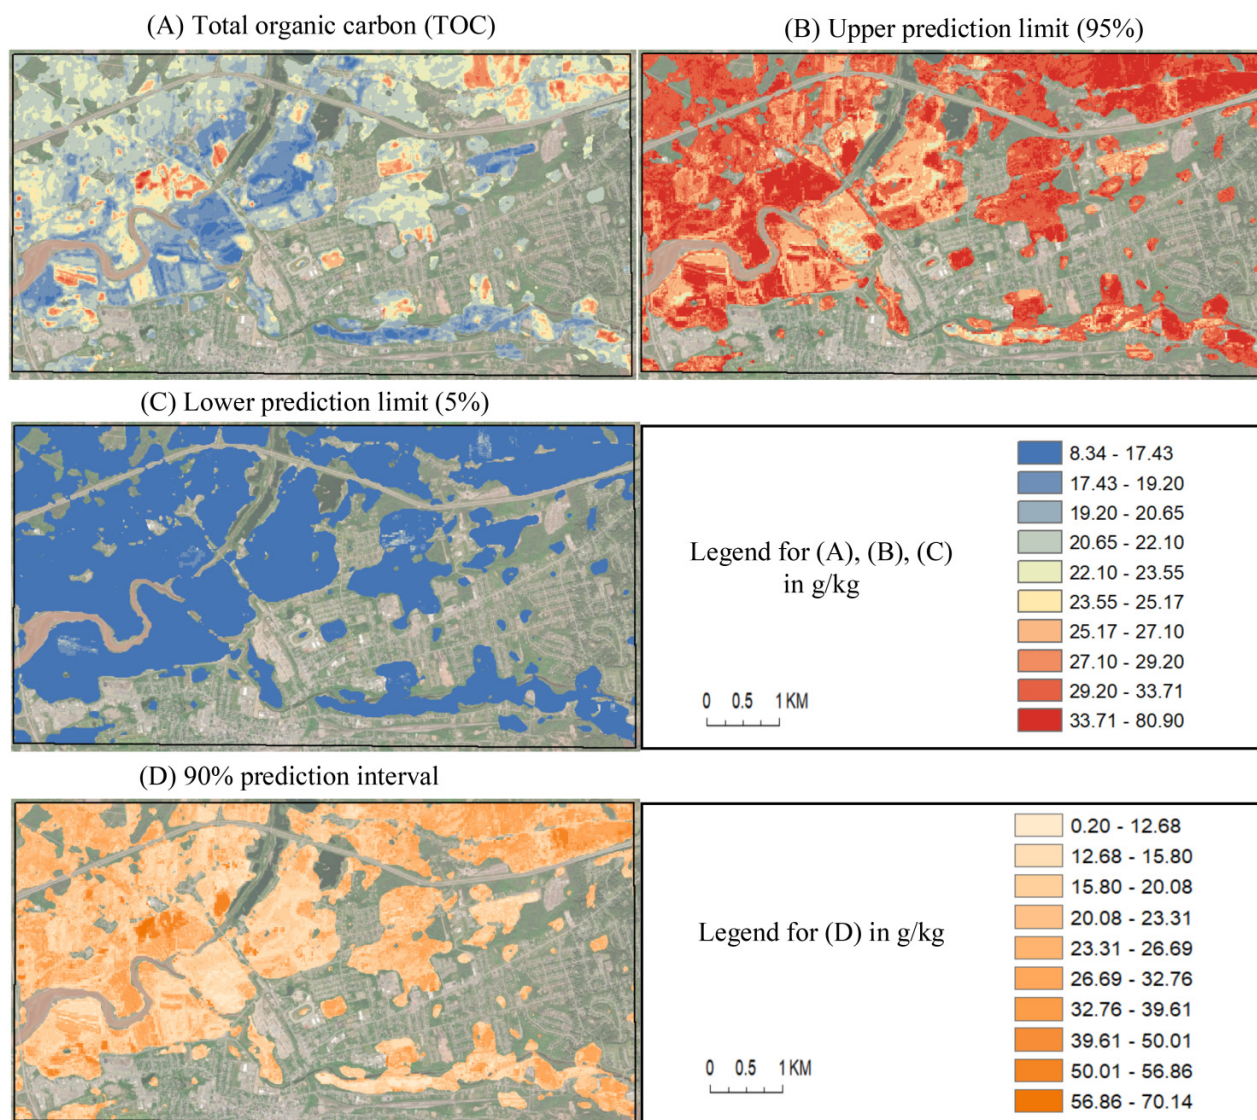 (A) Total organic carbon (TOC)
(B) Upper prediction limit (95%)
(C) Lower prediction limit (5%)
Legend for (A), (B), (C)
in g/kg
0 0.5 1 KM
8.34 - 17.43
17.43 - 19.20
19.20 - 20.65
20.65 - 22.10
22.10 - 23.55
23.55 - 25.17
25.17 - 27.10
27.10 - 29.20
29.20 - 33.71
33.71 - 80.90
(D) 90% prediction interval
Legend for (D) in g/kg
0 0.5 1 KM
0.20 - 12.68
12.68 - 15.80
15.80 - 20.08
20.08 - 23.31
23.31 - 26.69
26.69 - 32.76
32.76 - 39.61
39.61 - 50.01
50.01 - 56.86
56.86 - 70.14